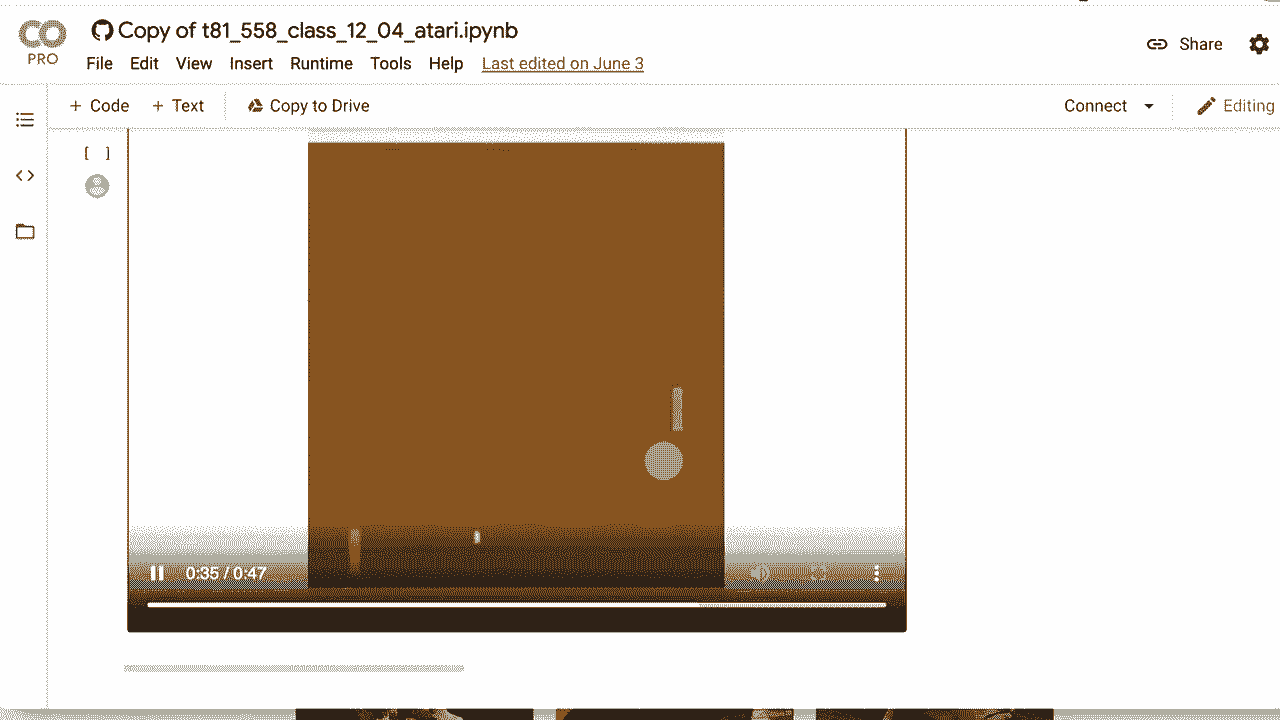 Copy of t81_558_class_12_04_atari.ipynb
PRO
File Edit View Insert Runtime Tools Help Last edited on June 3
Share
+ Code + Text Copy to Drive
Connect
Editing
[ ]
0:35 / 0:47